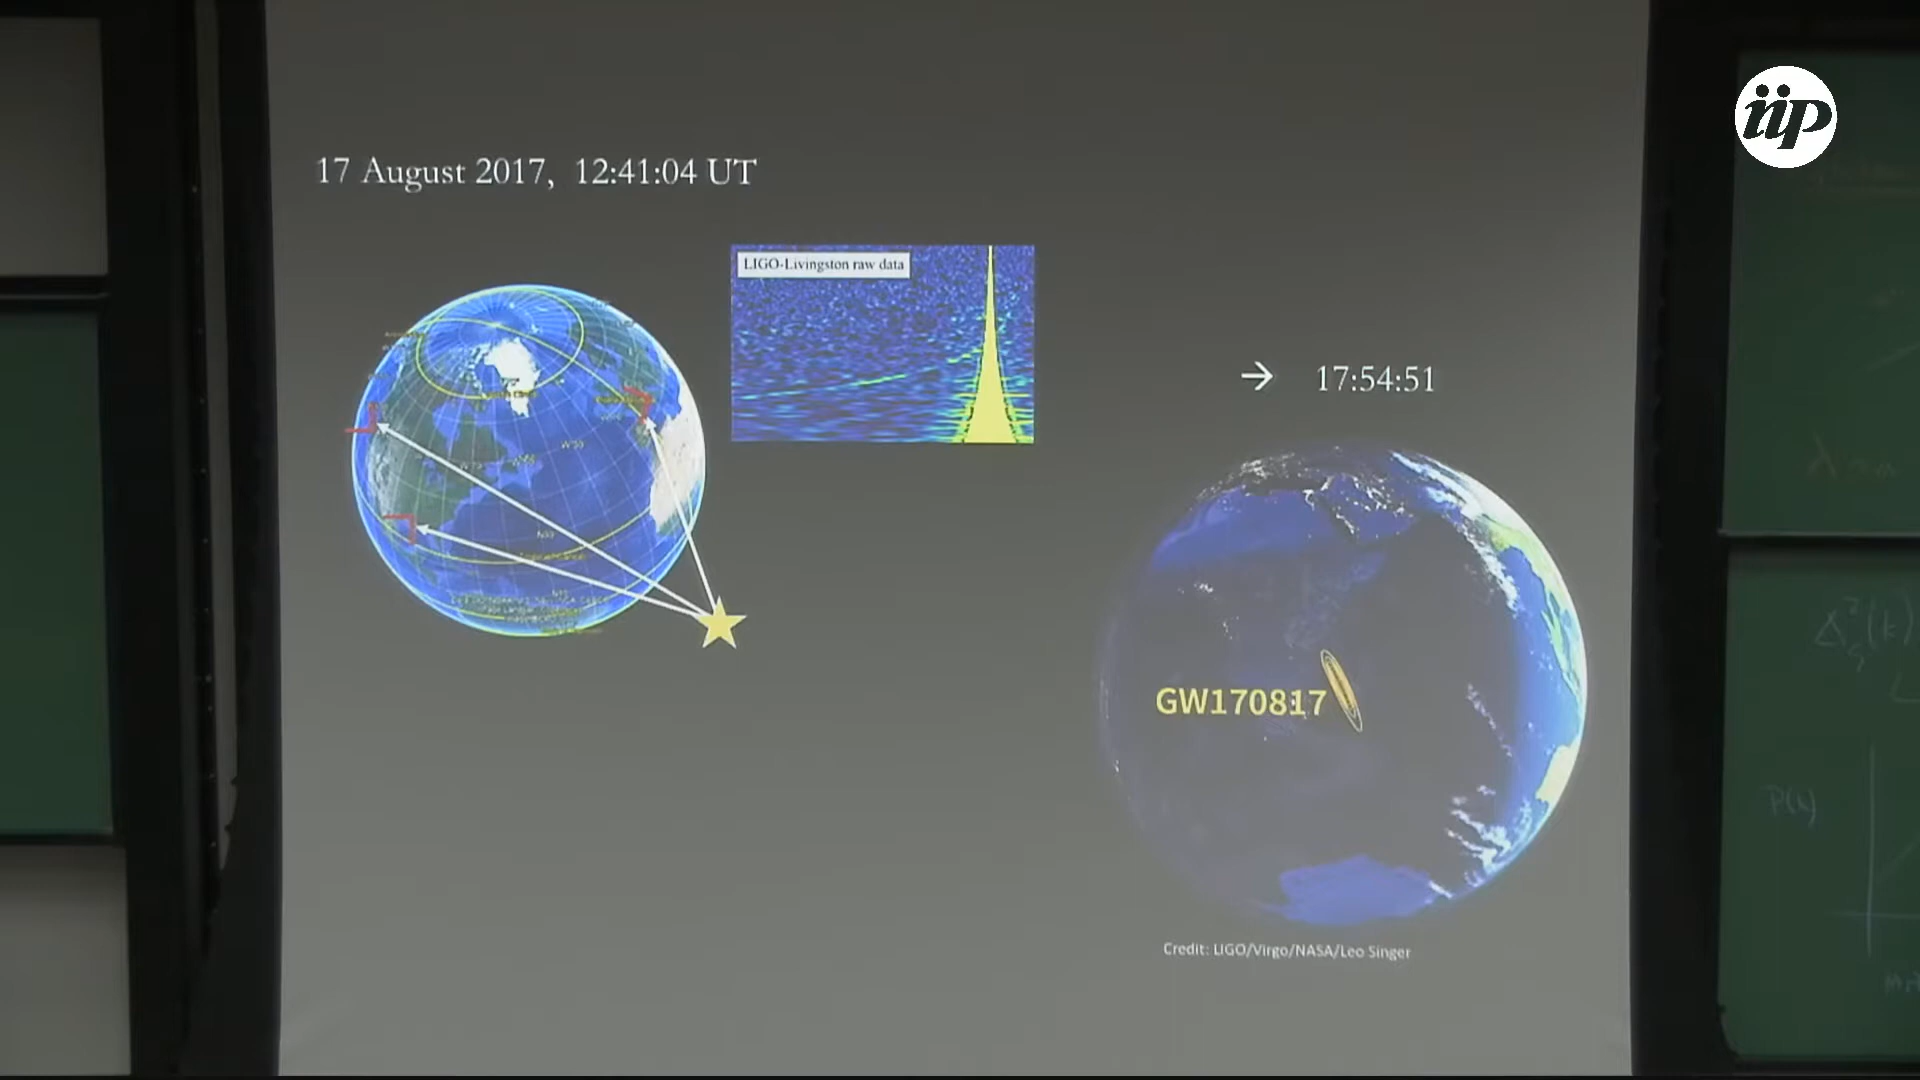 iip
17 August 2017, 12:41:04 UT
LIGO-Livingston raw data
→ 17:54:51
GW170817
Credit: LIGO/Virgo/NASA/Leo Singer
Δ²ζ(k)
P(k)